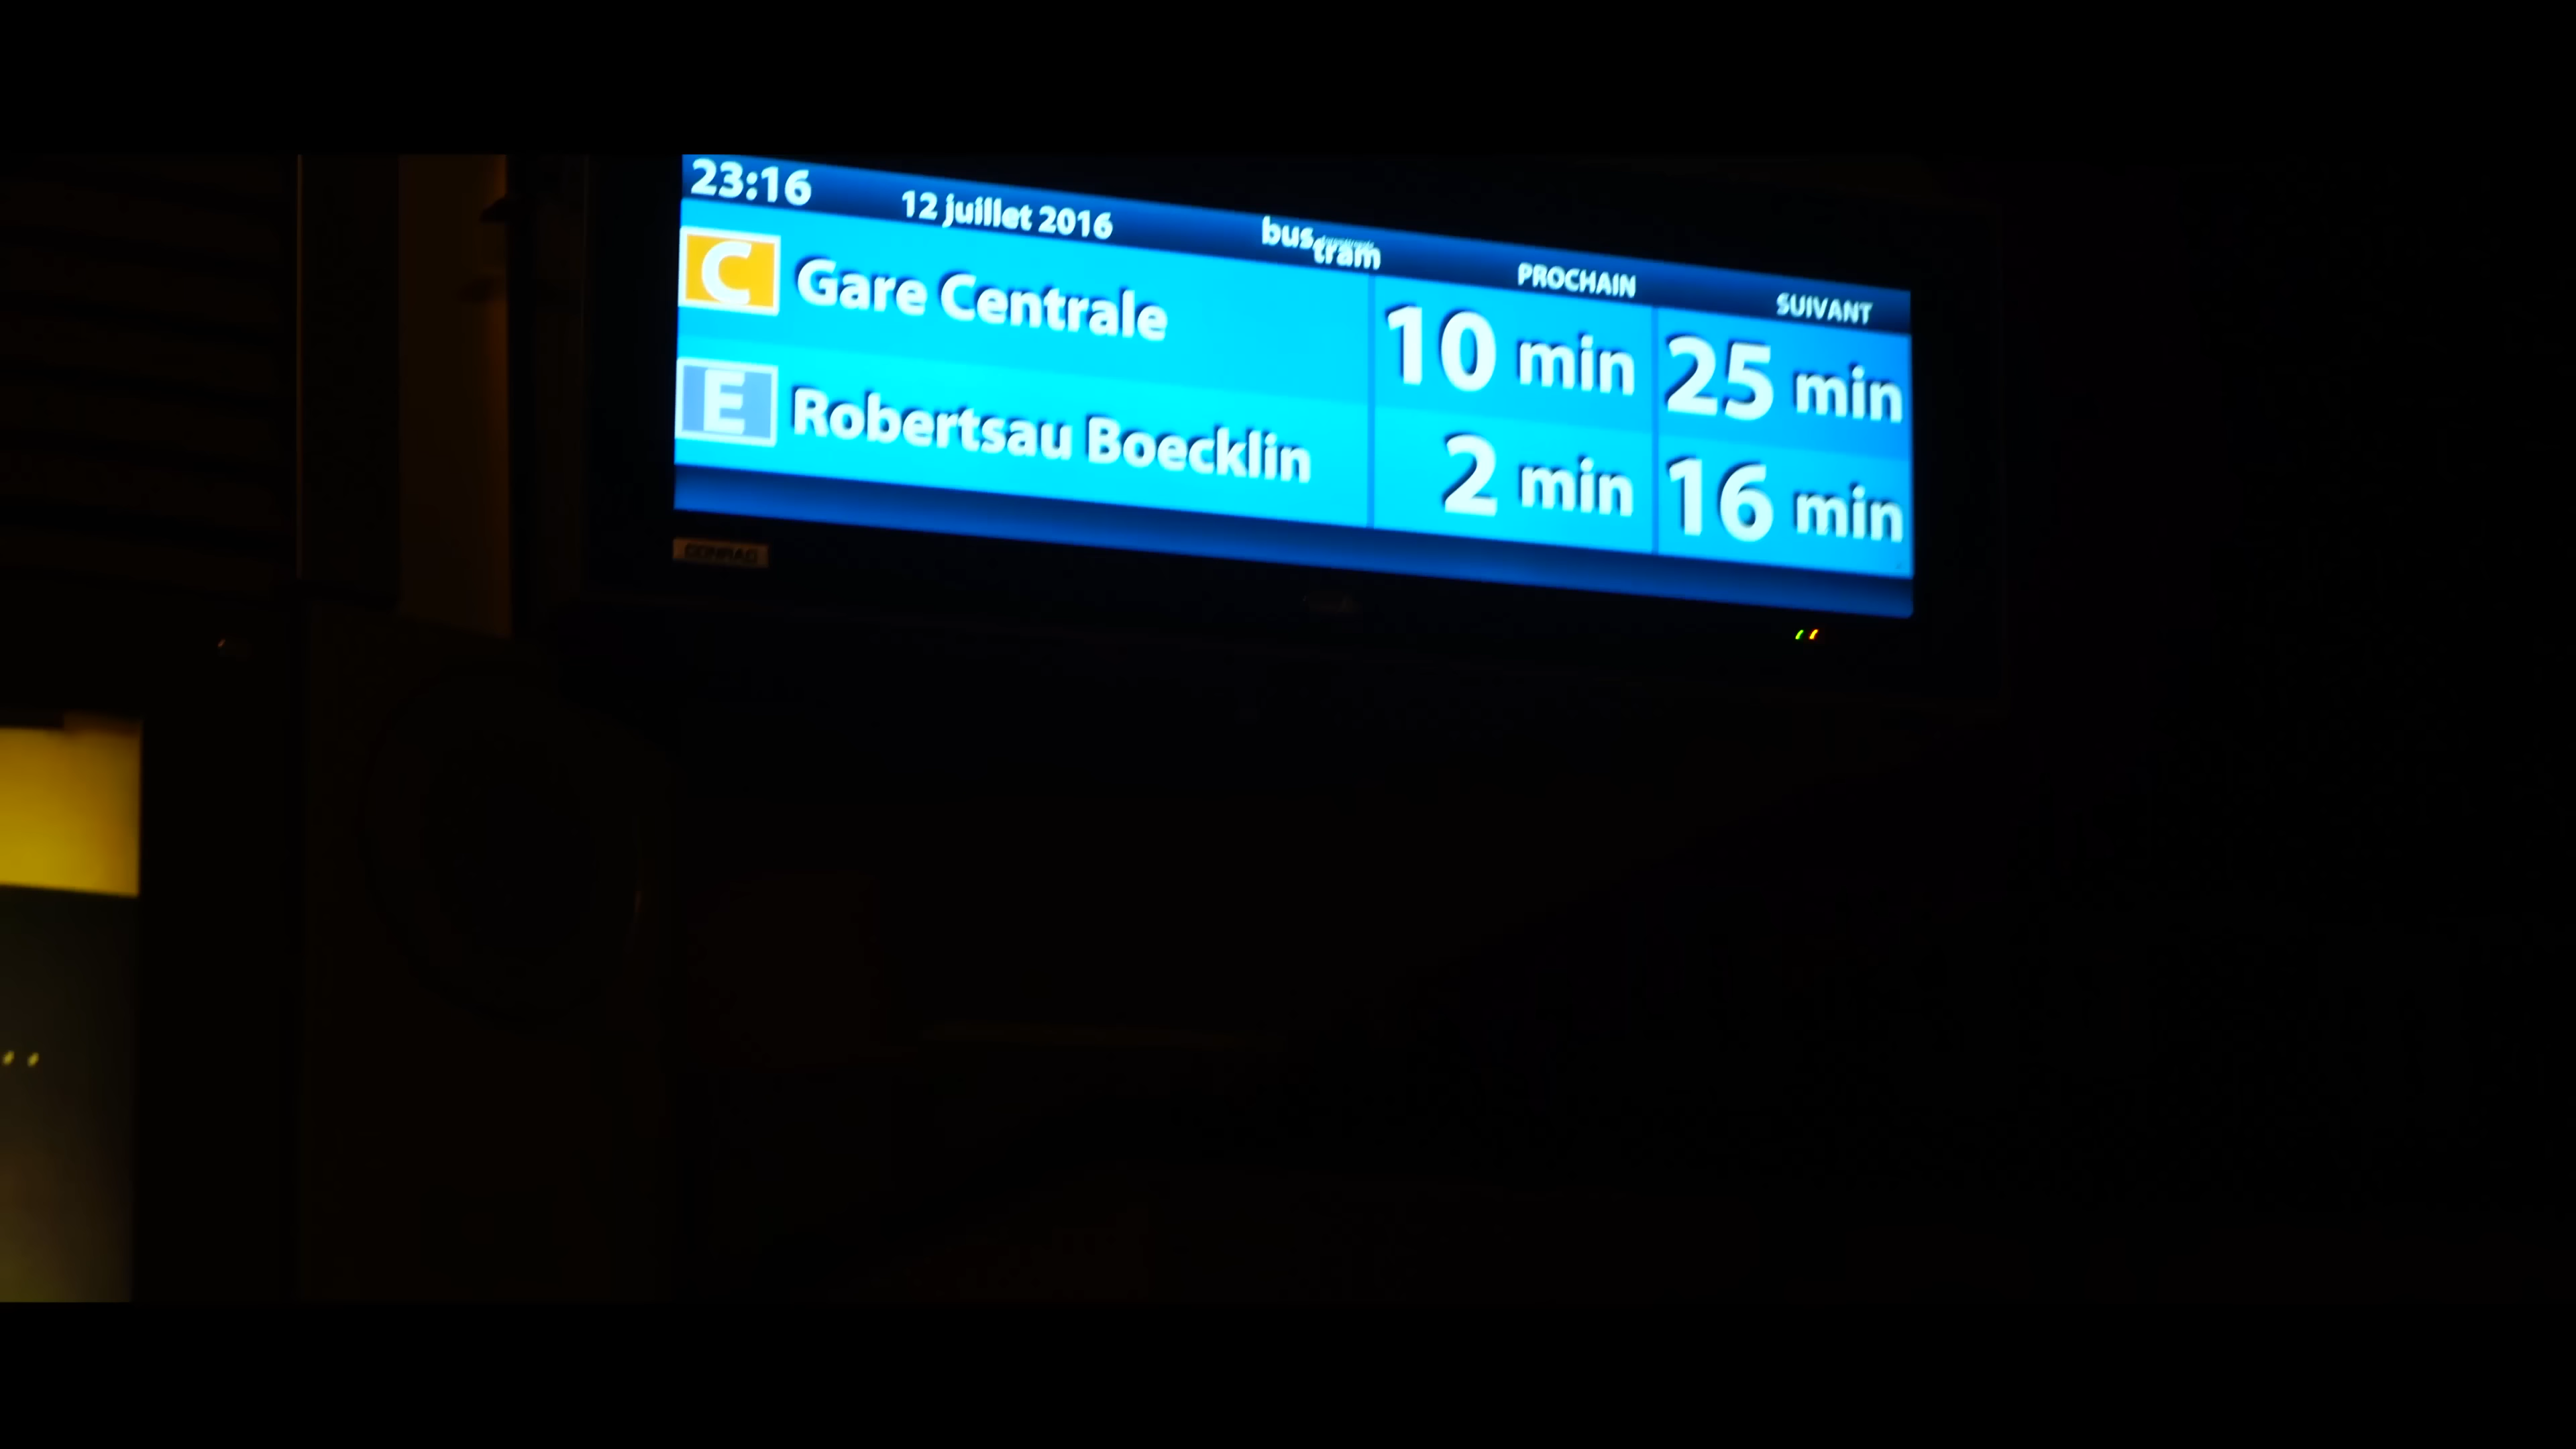 23:16 12 juillet 2016 bus tram PROCHAIN SUIVANT
C Gare Centrale 10 min 25 min
E Robertsau Boecklin 2 min 16 min
CONRAC